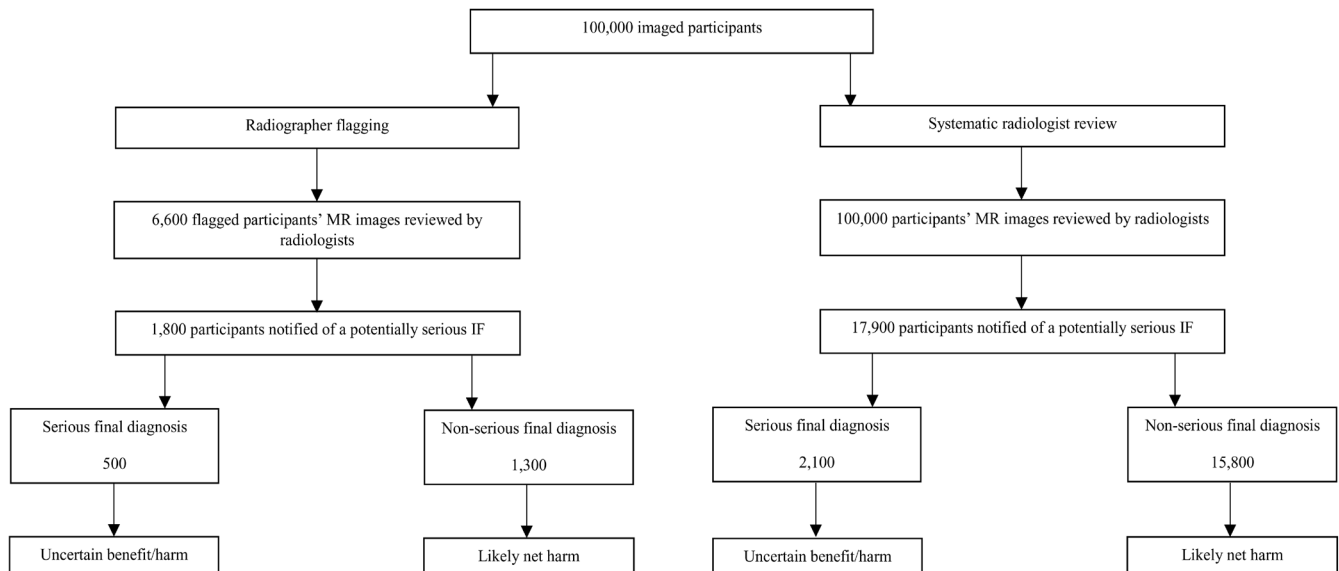 100,000 imaged participants
Radiographer flagging
Systematic radiologist review
6,600 flagged participants’ MR images reviewed by
radiologists
100,000 participants’ MR images reviewed by radiologists
1,800 participants notified of a potentially serious IF
17,900 participants notified of a potentially serious IF
Serious final diagnosis
500
Non-serious final diagnosis
1,300
Serious final diagnosis
2,100
Non-serious final diagnosis
15,800
Uncertain benefit/harm
Likely net harm
Uncertain benefit/harm
Likely net harm